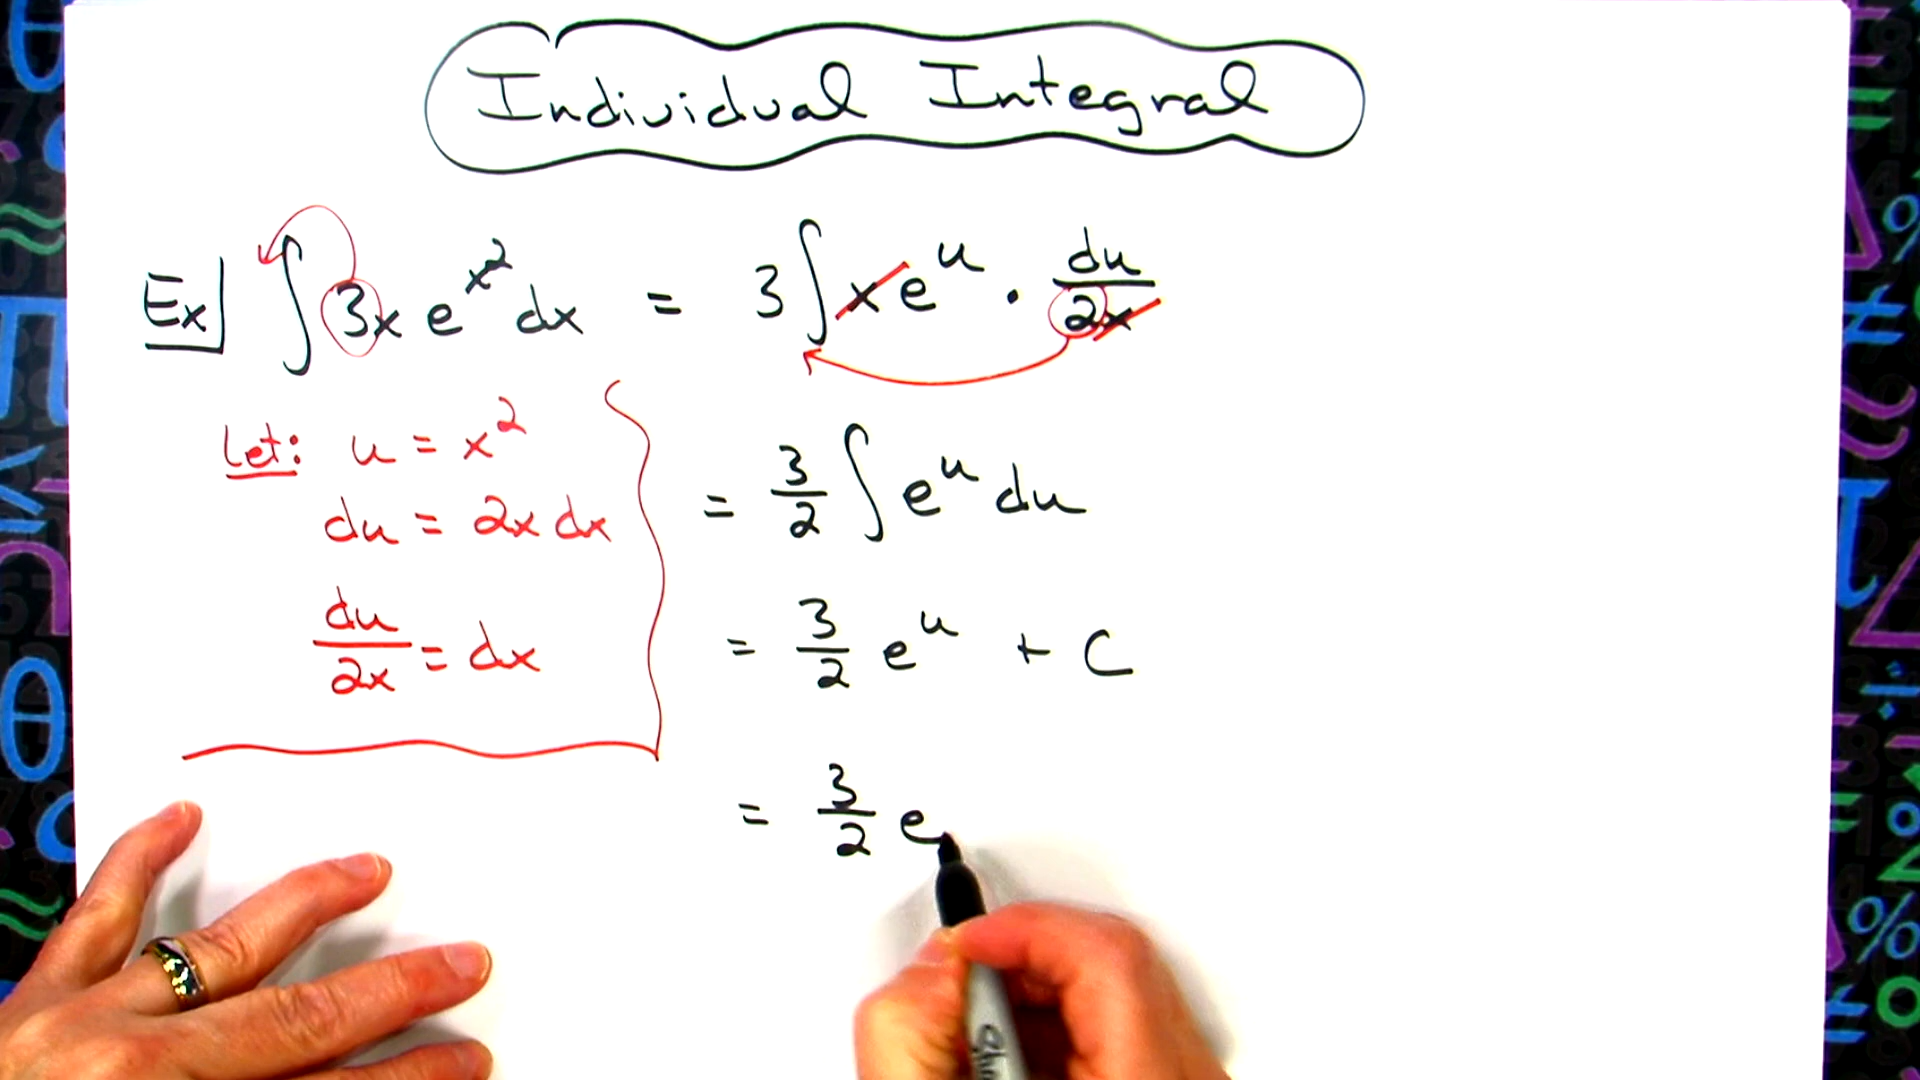 Individual Integral
Ex ∫ 3x e^x² dx = 3 ∫ x e^u · du/2x
Let: u = x²
du = 2x dx
du/2x = dx
= 3/2 ∫ e^u du
= 3/2 e^u + C
= 3/2 e